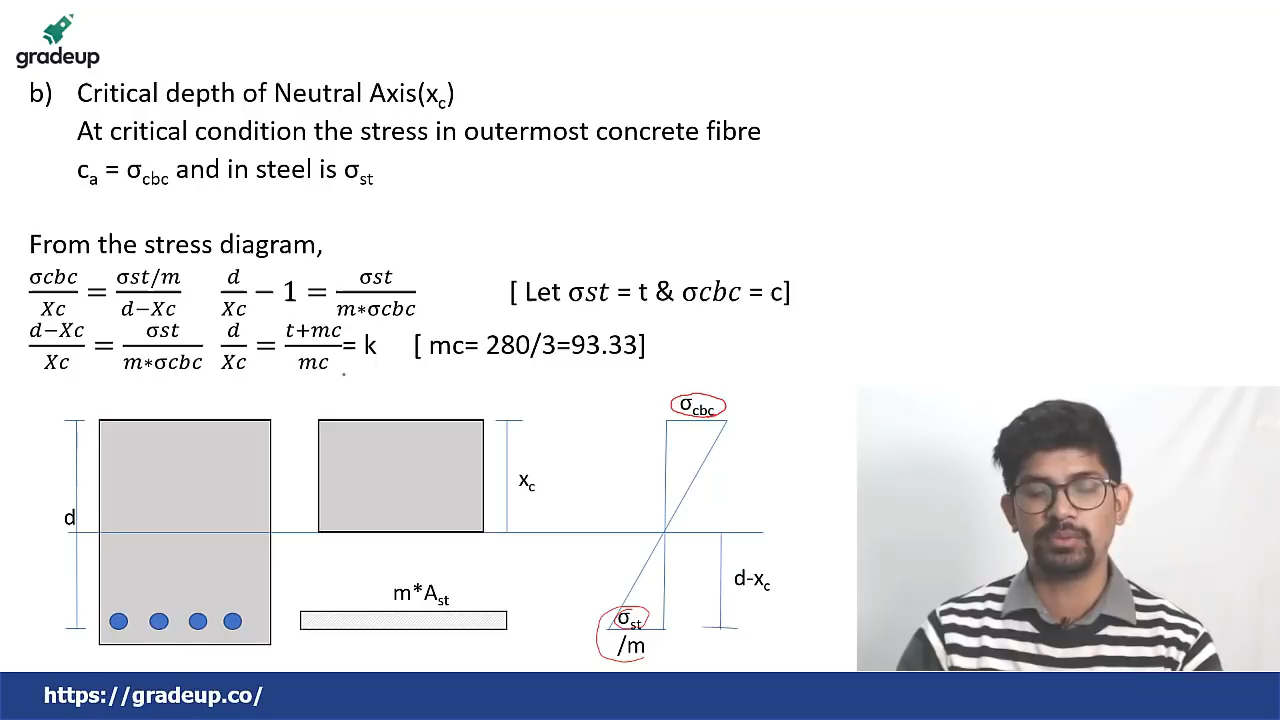 gradeup
b) Critical depth of Neutral Axis(xc)
At critical condition the stress in outermost concrete fibre
ca = σcbc and in steel is σst
From the stress diagram,
σcbc/Xc = (σst/m)/(d−Xc) d/Xc − 1 = σst/(m∗σcbc) [ Let σst = t & σcbc = c]
(d−Xc)/Xc = σst/(m∗σcbc) d/Xc = (t+mc)/mc = k [ mc= 280/3=93.33]
σcbc
xc
d
d-xc
m*Ast
σst
/m
https://gradeup.co/